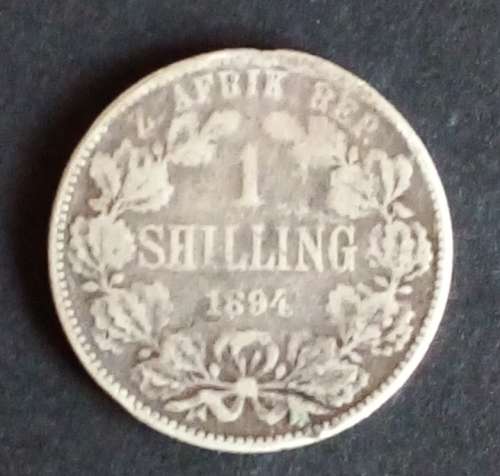 Z. AFRIK REP.
1
SHILLING
1894